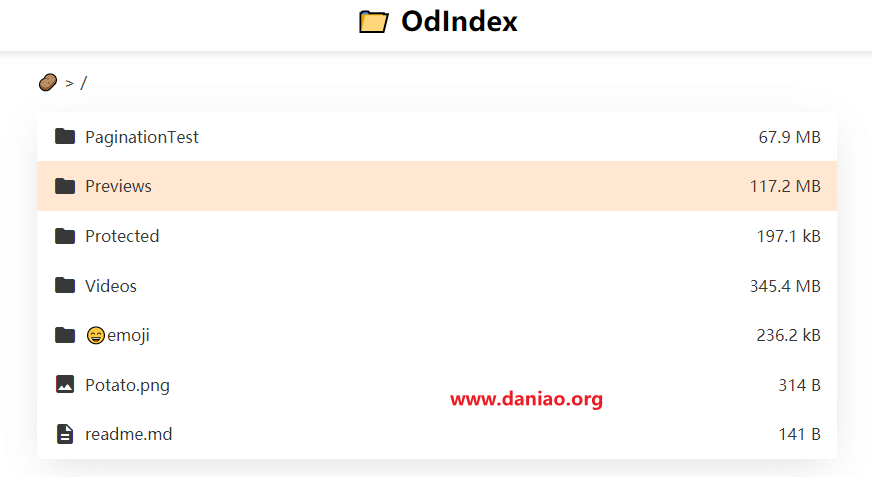 OdIndex
> /
PaginationTest 67.9 MB
Previews 117.2 MB
Protected 197.1 kB
Videos 345.4 MB
😄emoji 236.2 kB
Potato.png 314 B
www.daniao.org
readme.md 141 B